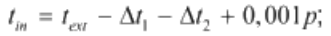 t_in = t_ext − Δt_1 − Δt_2 + 0,001p;